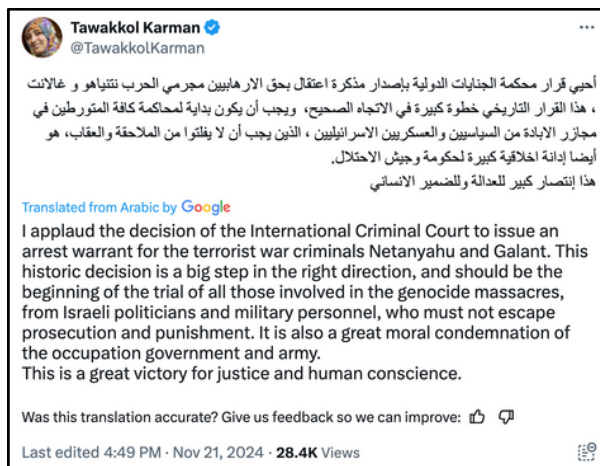 Tawakkol Karman
@TawakkolKarman
أحيي قرار محكمة الجنايات الدولية بإصدار مذكرة اعتقال بحق الارهابيين مجرمي الحرب نتنياهو و غالانت
، هذا القرار التاريخي خطوة كبيرة في الاتجاه الصحيح، ويجب أن يكون بداية لمحاكمة كافة المتورطين في
مجازر الابادة من السياسيين والعسكريين الاسرائيليين ، الذين يجب أن لا يفلتوا من الملاحقة والعقاب، هو
أيضا إدانة اخلاقية كبيرة لحكومة وجيش الاحتلال.
هذا إنتصار كبير للعدالة وللضمير الانساني
Translated from Arabic by Google
I applaud the decision of the International Criminal Court to issue an
arrest warrant for the terrorist war criminals Netanyahu and Galant. This
historic decision is a big step in the right direction, and should be the
beginning of the trial of all those involved in the genocide massacres,
from Israeli politicians and military personnel, who must not escape
prosecution and punishment. It is also a great moral condemnation of
the occupation government and army.
This is a great victory for justice and human conscience.
Was this translation accurate? Give us feedback so we can improve:
Last edited 4:49 PM · Nov 21, 2024 · 28.4K Views